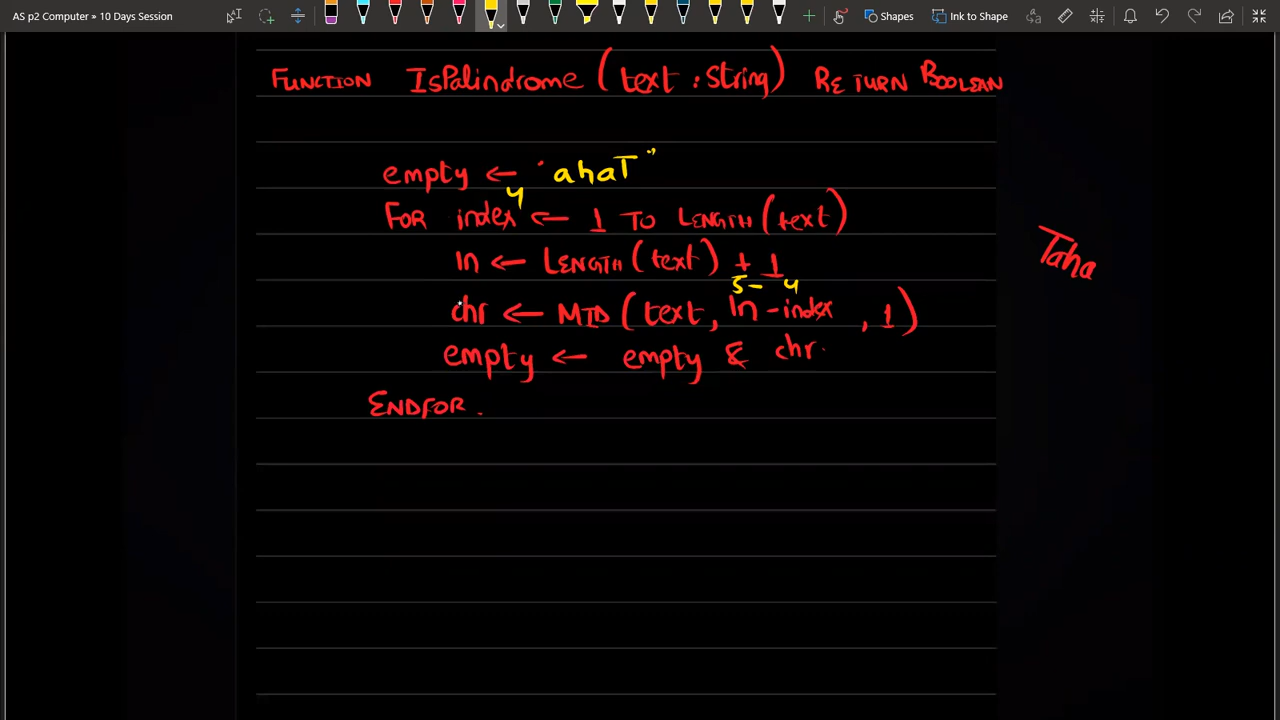 AS p2 Computer » 10 Days Session
Shapes
Ink to Shape
FUNCTION IsPalindrome (text : String) RETURN BOOLEAN
empty ← " ahaT "
4
FOR index ← 1 TO LENGTH (text)
ln ← LENGTH (text) + 1
5 - 4
chr ← MID (text, ln - index, 1)
empty ← empty & chr
ENDFOR.
Taha